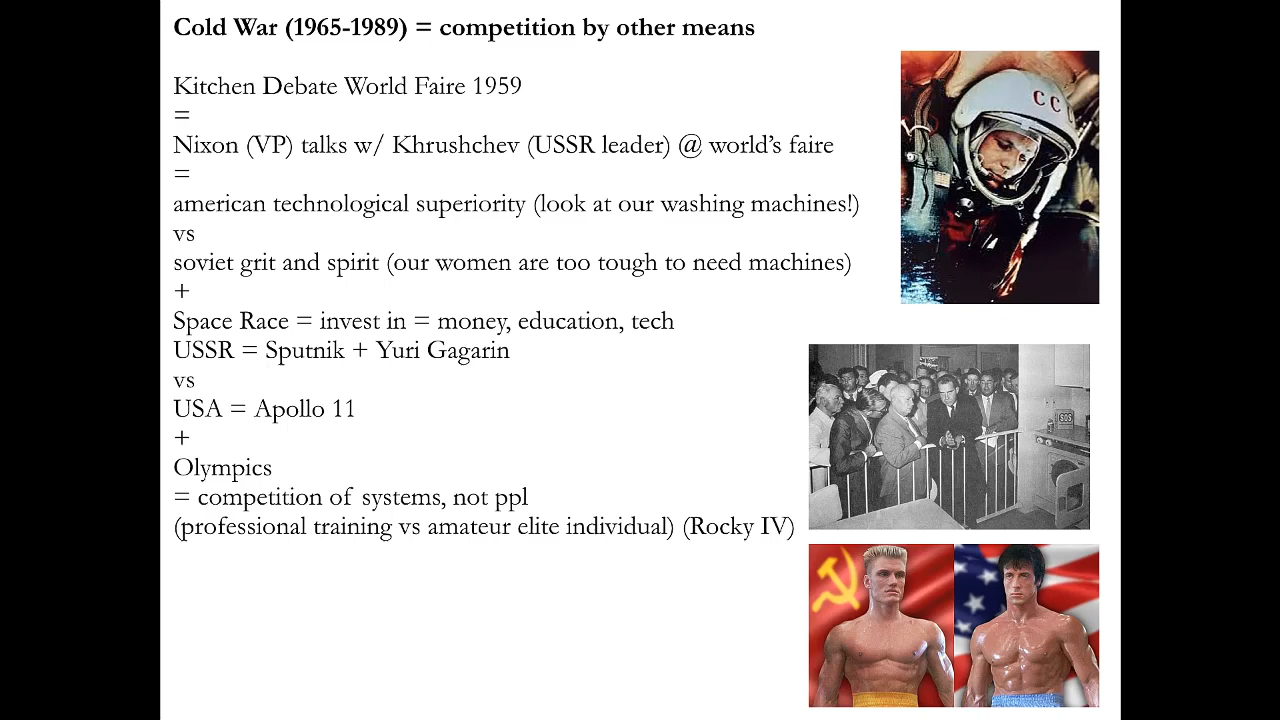 Cold War (1965-1989) = competition by other means
Kitchen Debate World Faire 1959
=
Nixon (VP) talks w/ Khrushchev (USSR leader) @ world's faire
=
american technological superiority (look at our washing machines!)
vs
soviet grit and spirit (our women are too tough to need machines)
+
Space Race = invest in = money, education, tech
USSR = Sputnik + Yuri Gagarin
vs
USA = Apollo 11
+
Olympics
= competition of systems, not ppl
(professional training vs amateur elite individual) (Rocky IV)
СС
SOS